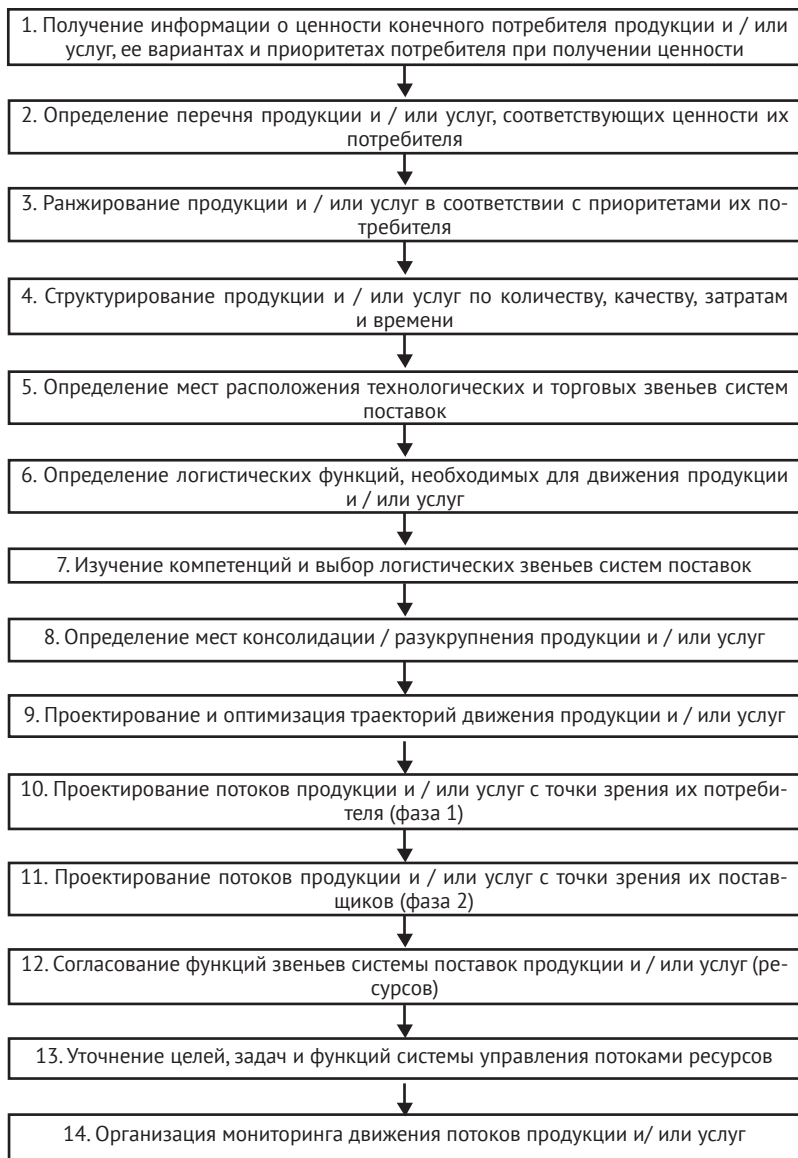 1. Получение информации о ценности конечного потребителя продукции и / или
услуг, ее вариантах и приоритетах потребителя при получении ценности
2. Определение перечня продукции и / или услуг, соответствующих ценности их
потребителя
3. Ранжирование продукции и / или услуг в соответствии с приоритетами их по-
требителя
4. Структурирование продукции и / или услуг по количеству, качеству, затратам
и времени
5. Определение мест расположения технологических и торговых звеньев систем
поставок
6. Определение логистических функций, необходимых для движения продукции
и / или услуг
7. Изучение компетенций и выбор логистических звеньев систем поставок
8. Определение мест консолидации / разукрупнения продукции и / или услуг
9. Проектирование и оптимизация траекторий движения продукции и / или услуг
10. Проектирование потоков продукции и / или услуг с точки зрения их потреби-
теля (фаза 1)
11. Проектирование потоков продукции и / или услуг с точки зрения их постав-
щиков (фаза 2)
12. Согласование функций звеньев системы поставок продукции и / или услуг (ре-
сурсов)
13. Уточнение целей, задач и функций системы управления потоками ресурсов
14. Организация мониторинга движения потоков продукции и/ или услуг